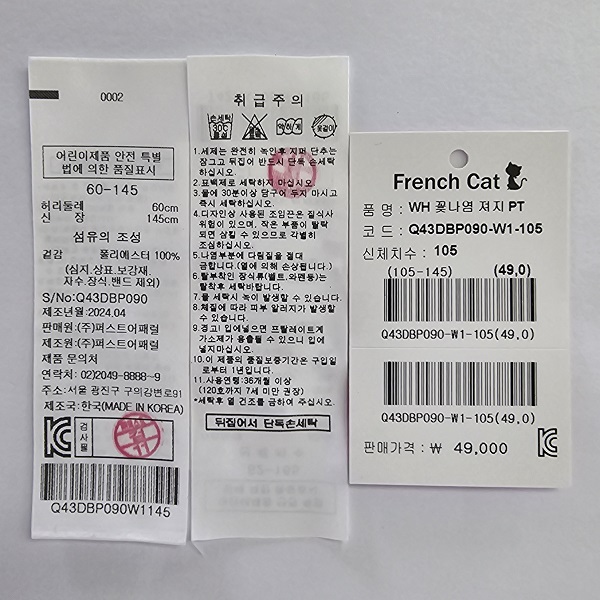 0002
어린이제품 안전 특별
법에 의한 품질표시
60-145
허리둘레 60cm
신 장 145cm
섬유의 조성
겉감 폴리에스터 100%
(심지.상표.보강재,
자수.장식.밴드 제외)
S/No:Q43DBP090
제조년월:2024.04
판매원:(주)퍼스트어패럴
제조원:(주)퍼스트어패럴
제품 문의처
연락처: 02)2049-8888~9
주소:서울 광진구 구의강변로91
제조국:한국(MADE IN KOREA)
검사필
Q43DBP090W1145
취급주의
손세탁
30℃
중성
약하게
옷걸이
1.세제는 완전히 녹인후 지퍼 단추는
장그고 뒤집어 반드시 단독 손세탁
하십시오.
2.표백제로 세탁하지 마십시오.
3.물에 30분이상 담구어 두지 마시고
즉시 세탁하여 주십시오.
4.디자인상 사용된 조임끈은 질식사
위험이 있으며, 작은 부품이 탈락
되면 삼킬 수 있으므로 각별히
조심하십시오.
5.나염부분에 다림질을 절대
금합니다.(열에 의해 손상됩니다.)
6.탈부착된 장식류(벨트,와펜등)는
탈착후 세탁바랍니다.
7.물 세탁시 녹이 발생할 수 있습니다.
8.체질에 따라 피부 알러지가 발생할
수 있습니다.
9.경고! 입에넣으면 프탈레이트계
가소제가 용출될 수 있으니 입에
넣지마십시오.
10.이 제품의 품질보증기간은 구입일
로부터 1년입니다.
11.사용연령:36개월 이상
(120호까지 7세 미만 권장)
*세탁후 열 건조를 금하여 주십시오.
뒤집어서 단독손세탁
French Cat
품 명 : WH 꽃나염 져지 PT
코 드 : Q43DBP090-W1-105
신체치수 : 105
(105-145) (49,0)
Q43DBP090-W1-105(49,0)
Q43DBP090-W1-105(49,0)
판매가격 : ₩ 49,000